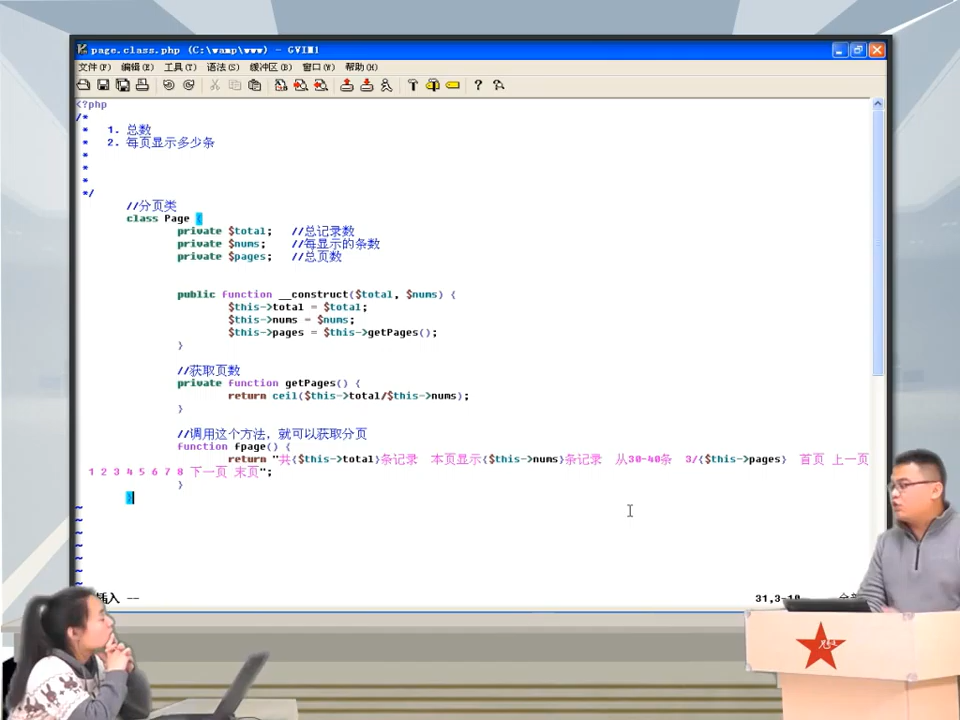 page.class.php (C:\wamp\www) - GVIM1
文件(F) 编辑(E) 工具(T) 语法(S) 缓冲区(B) 窗口(W) 帮助(H)
<?php
/*
* 1. 总数
* 2. 每页显示多少条
*
*
*
*/
//分页类
class Page {
private $total; //总记录数
private $nums; //每显示的条数
private $pages; //总页数
public function __construct($total, $nums) {
$this->total = $total;
$this->nums = $nums;
$this->pages = $this->getPages();
}
//获取页数
private function getPages() {
return ceil($this->total/$this->nums);
}
//调用这个方法，就可以获取分页
function fpage() {
return "共{$this->total}条记录 本页显示{$this->nums}条记录 从30-40条 3/{$this->pages} 首页 上一页
1 2 3 4 5 6 7 8 下一页 末页";
}
}
~
~
~
~
~
~
~
插入 --
31,3-18